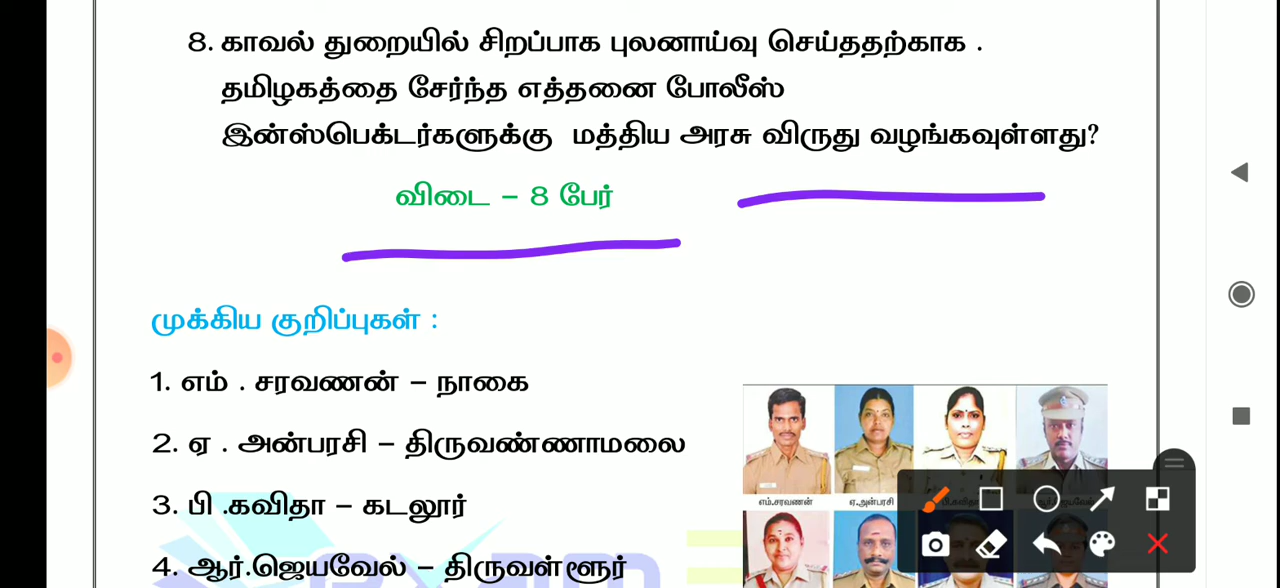 8. காவல் துறையில் சிறப்பாக புலனாய்வு செய்ததற்காக .
தமிழகத்தை சேர்ந்த எத்தனை போலீஸ்
இன்ஸ்பெக்டர்களுக்கு மத்திய அரசு விருது வழங்கவுள்ளது?
விடை – 8 பேர்
முக்கிய குறிப்புகள் :
1. எம் . சரவணன் – நாகை
2. ஏ . அன்பரசி – திருவண்ணாமலை
3. பி .கவிதா – கடலூர்
4. ஆர்.ஜெயவேல் – திருவள்ளூர்
எம்.சரவணன்
ஏ.அன்பரசி